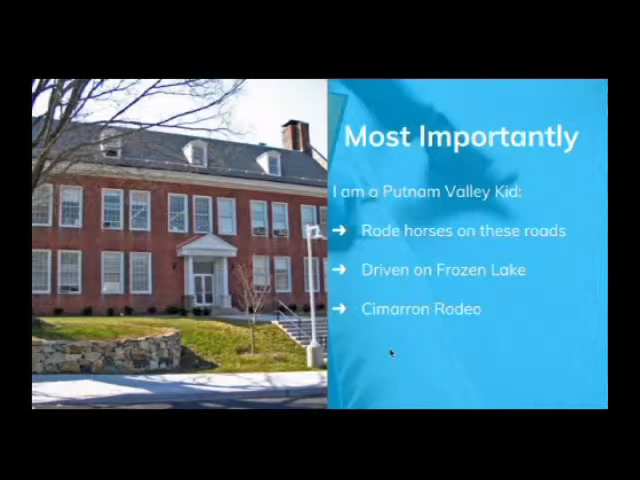 Most Importantly
I am a Putnam Valley Kid:
➜ Rode horses on these roads
➜ Driven on Frozen Lake
➜ Cimarron Rodeo